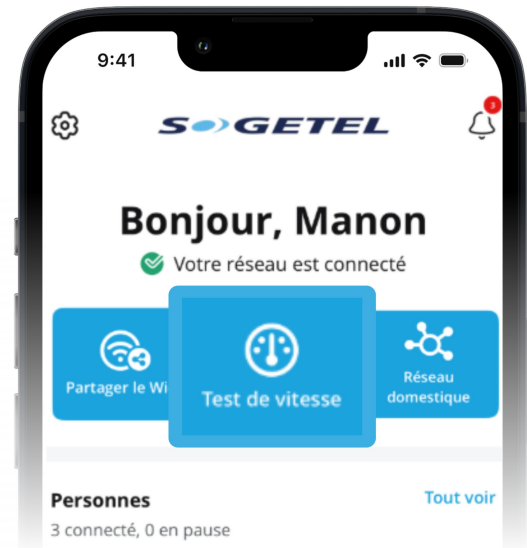 9:41
3
SOGETEL
Bonjour, Manon
Votre réseau est connecté
Partager le Wi
Test de vitesse
Réseau
domestique
Personnes
Tout voir
3 connecté, 0 en pause